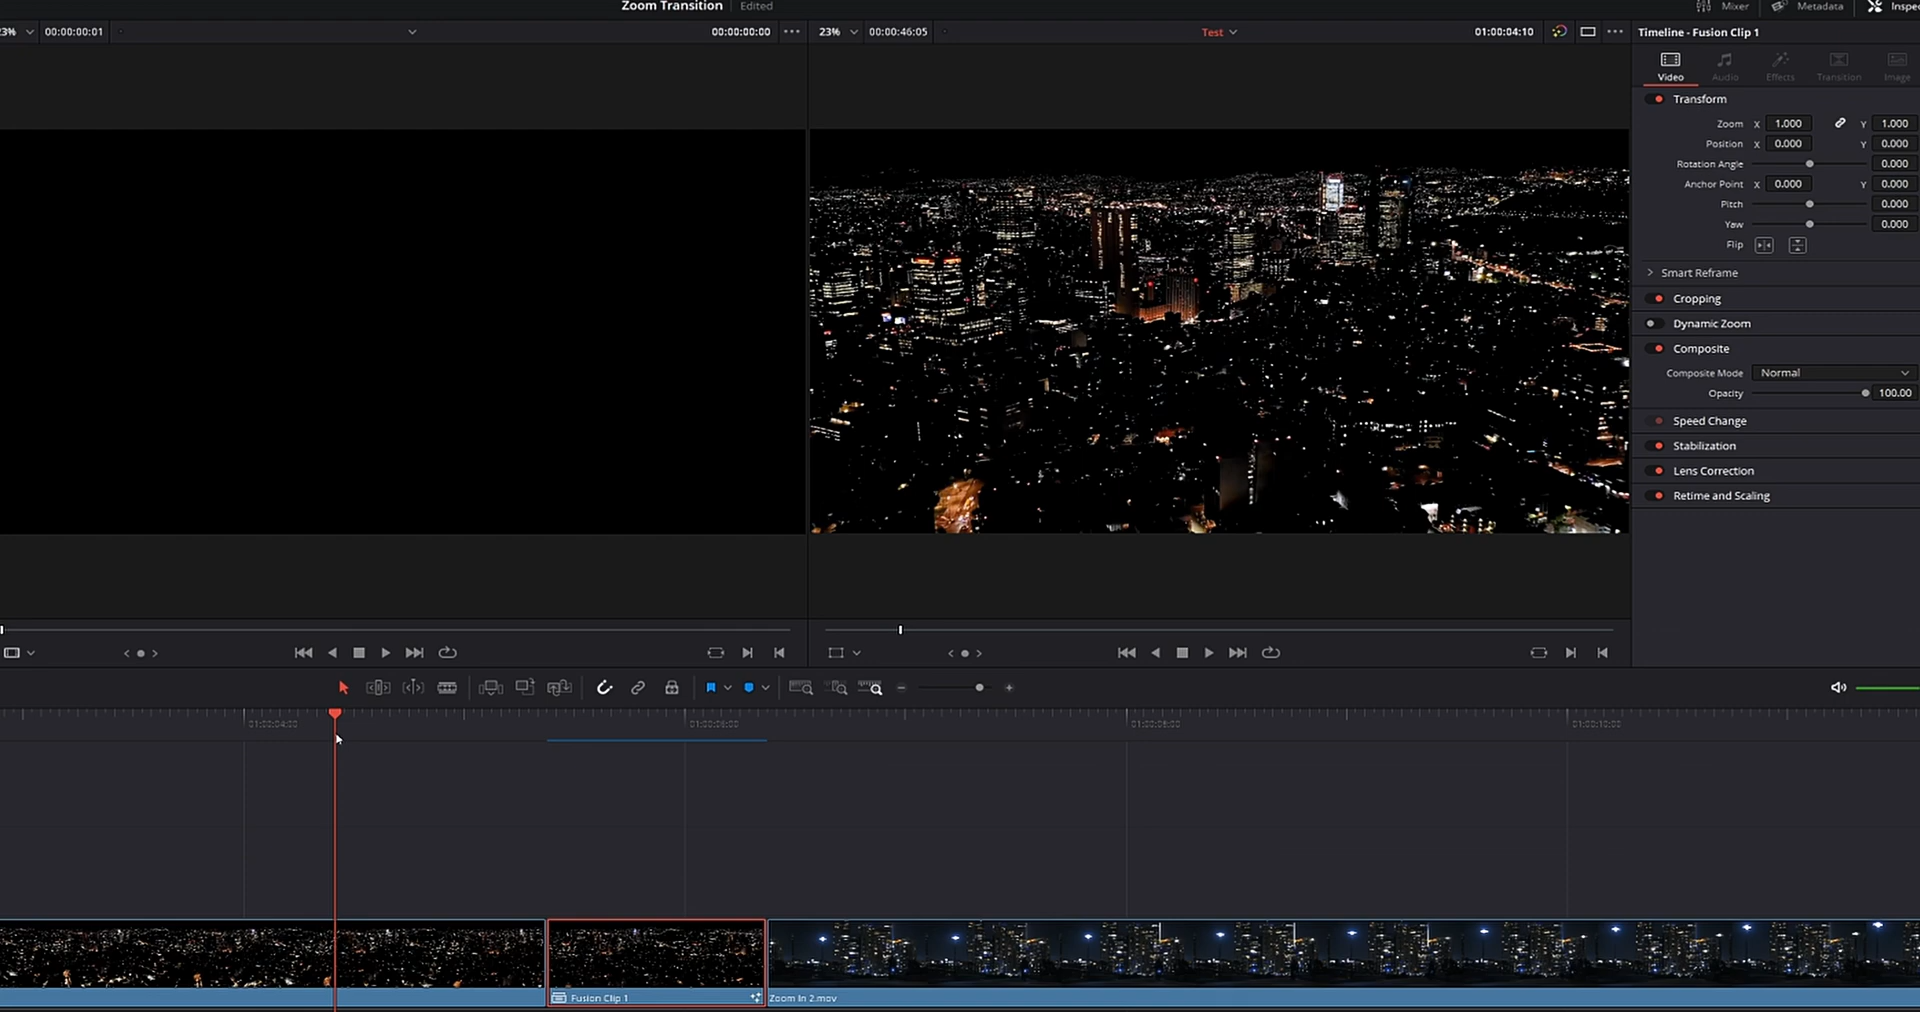 Zoom Transition Edited
Mixer Metadata
00:00:00:01 00:00:00:00 23% 00:00:46:05 Test 01:00:04:10 Timeline - Fusion Clip 1
Video Audio Effects Transition Image
Transform
Zoom X 1.000 Y 1.000
Position X 0.000 Y 0.000
Rotation Angle 0.000
Anchor Point X 0.000 Y 0.000
Pitch 0.000
Yaw 0.000
Flip
Smart Reframe
Cropping
Dynamic Zoom
Composite
Composite Mode Normal
Opacity 100.00
Speed Change
Stabilization
Lens Correction
Retime and Scaling
01:00:04:00 01:00:10:00
Fusion Clip 1 Zoom In 2.mov